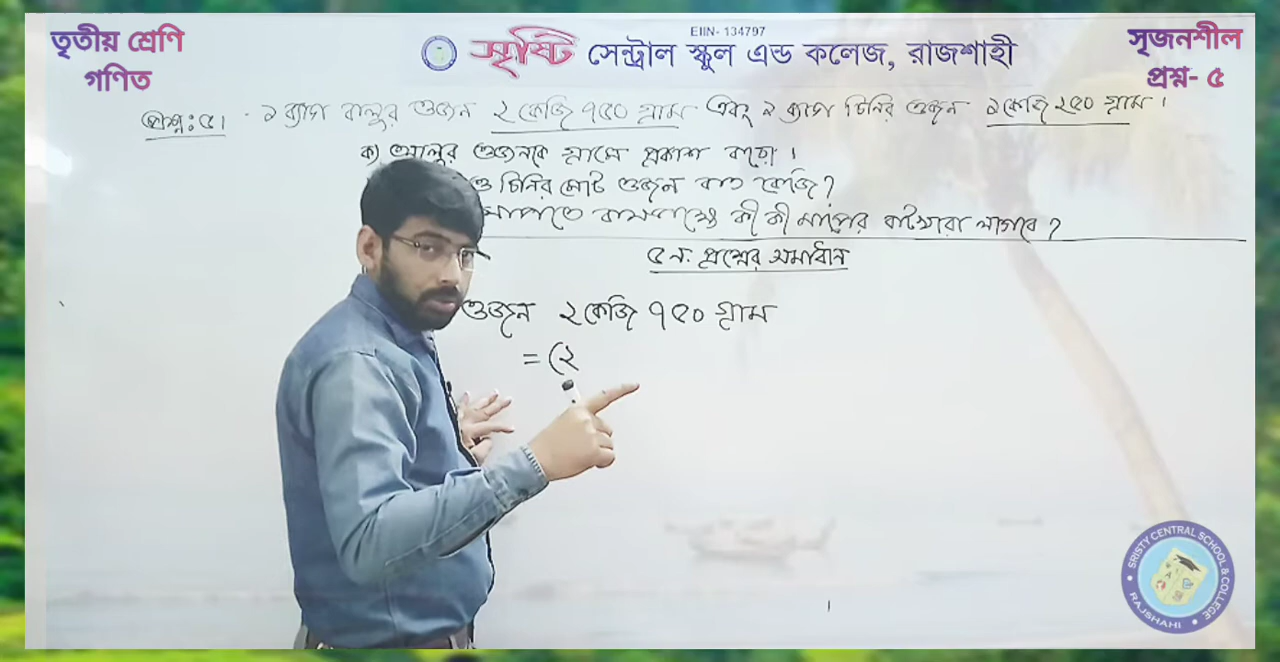 তৃতীয় শ্রেণি
গণিত
EIIN- 134797
সৃষ্টি সেন্ট্রাল স্কুল এন্ড কলেজ, রাজশাহী
সৃজনশীল
প্রশ্ন- ৫
প্রশ্ন:৫। ১ ব্যাগ আলুর ওজন ২ কেজি ৭৫০ গ্রাম এবং ১ ব্যাগ চিনির ওজন ১ কেজি ২৫০ গ্রাম।
ক) আলুর ওজনকে গ্রামে প্রকাশ করো।
ও চিনির মোট ওজন কত কেজি?
মাপতে কমপক্ষে কী কী মাপের বাটখারা লাগবে?
৫ নং প্রশ্নের সমাধান
ওজন ২ কেজি ৭৫০ গ্রাম
= (২
SRISTY CENTRAL SCHOOL & COLLEGE
RAJSHAHI